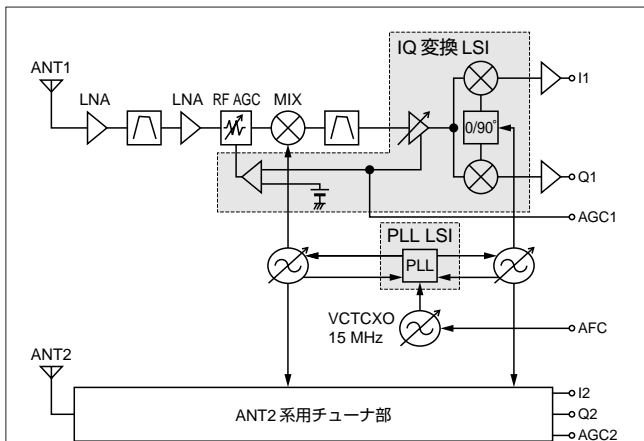 IQ 変換 LSI
ANT1
LNA
LNA
RF AGC
MIX
I1
0/90°
Q1
AGC1
PLL LSI
PLL
VCTCXO
15 MHz
AFC
ANT2
ANT2 系用チューナ部
I2
Q2
AGC2